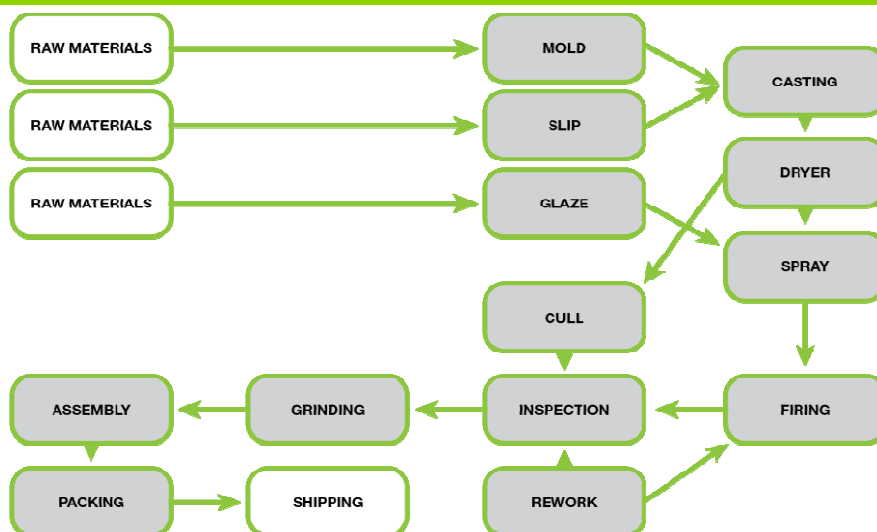 RAW MATERIALS
MOLD
CASTING
RAW MATERIALS
SLIP
DRYER
RAW MATERIALS
GLAZE
SPRAY
CULL
ASSEMBLY
GRINDING
INSPECTION
FIRING
PACKING
SHIPPING
REWORK